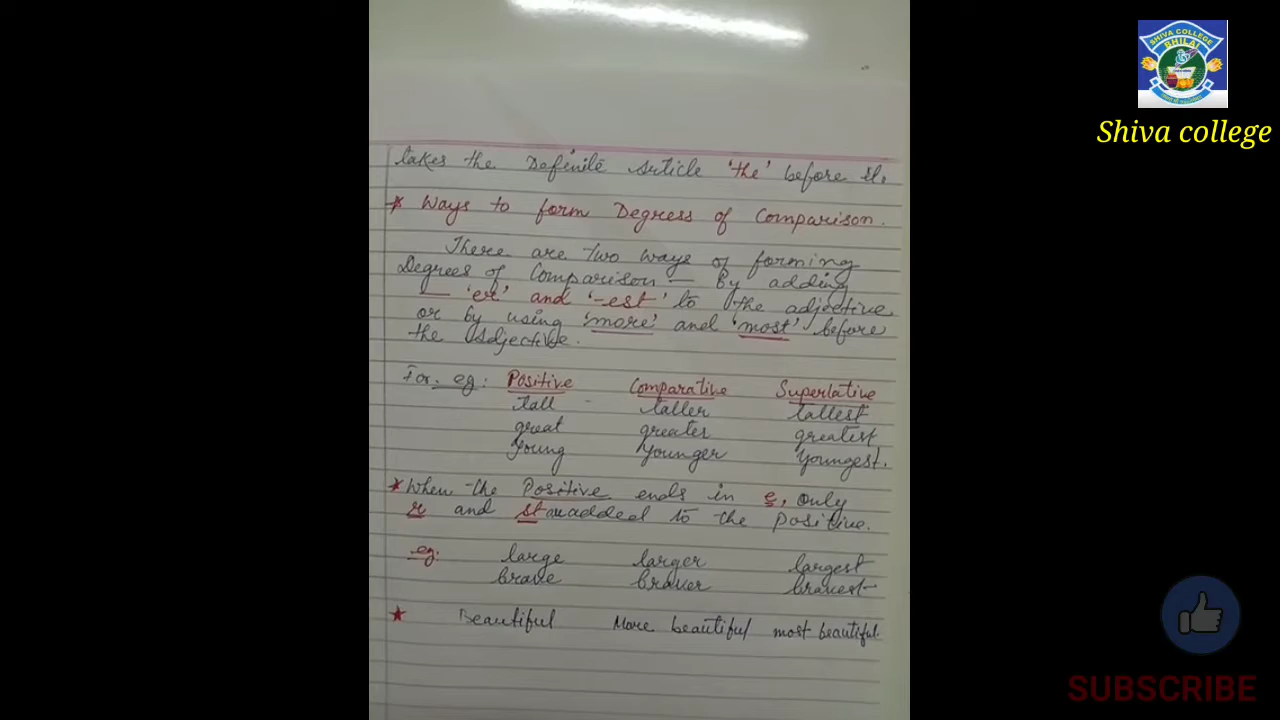 SHIVA COLLEGE
BHILAI
Shiva college
takes the Definite Article 'the' before it.
* Ways to form Degress of Comparison.
There are two ways of forming
Degrees of Comparison — By adding
— 'er' and '-est' to the adjective
or by using 'more' and 'most' before
the Adjective.
For. eg: Positive Comparative Superlative
tall - taller tallest
great greater greatest
Young Younger Youngest.
* When the Positive ends in e, only
r and st are added to the positive.
eg. large larger largest
brave braver bravest
* Beautiful More beautiful most beautiful.
SUBSCRIBE